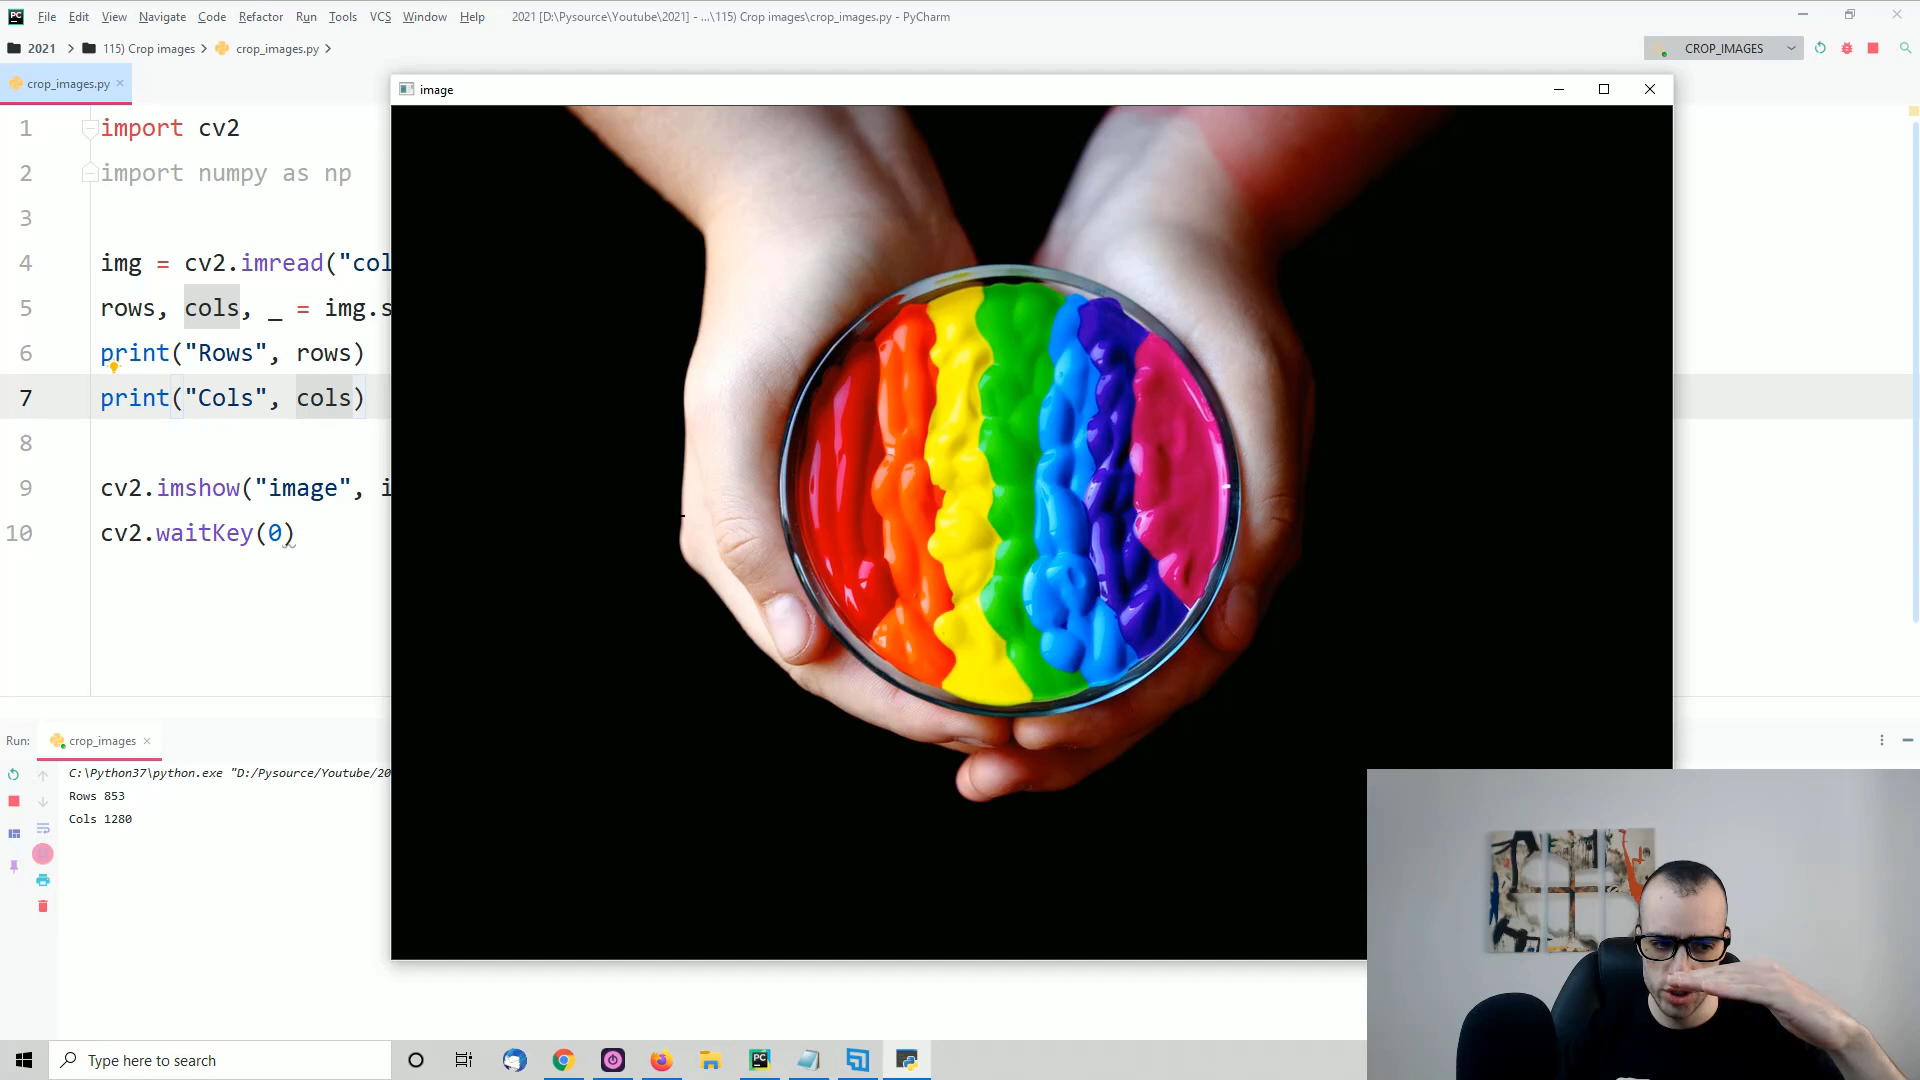 File Edit View Navigate Code Refactor Run Tools VCS Window Help 2021 [D:\Pysource\Youtube\2021] - ...\115) Crop images\crop_images.py - PyCharm
2021 115) Crop images crop_images.py CROP_IMAGES
crop_images.py
image
1 import cv2
2 import numpy as np
3
4 img = cv2.imread("col
5 rows, cols, _ = img.s
6 print("Rows", rows)
7 print("Cols", cols)
8
9 cv2.imshow("image", i
10 cv2.waitKey(0)
Run: crop_images
C:\Python37\python.exe "D:/Pysource/Youtube/20
Rows 853
Cols 1280
Type here to search